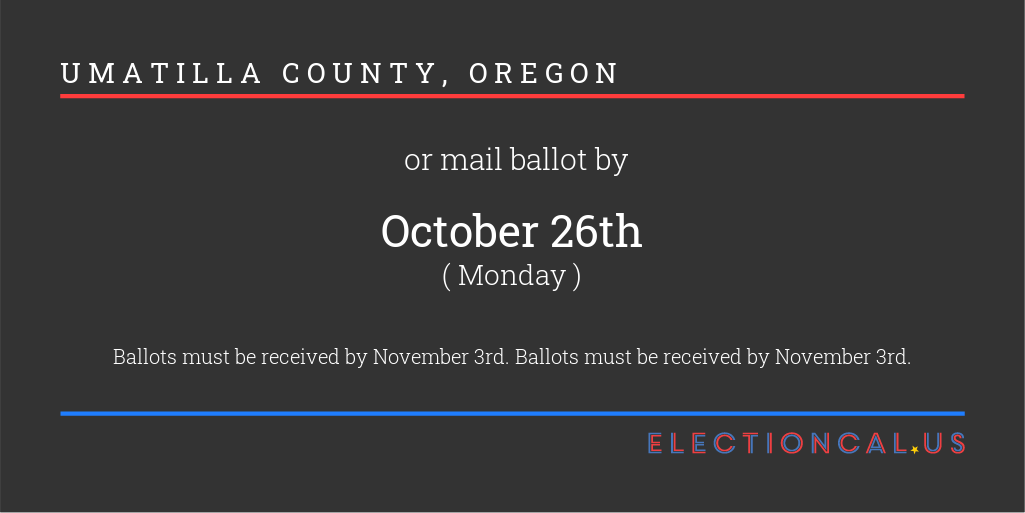 UMATILLA COUNTY, OREGON
or mail ballot by
October 26th
( Monday )
Ballots must be received by November 3rd. Ballots must be received by November 3rd.
ELECTIONCAL.US